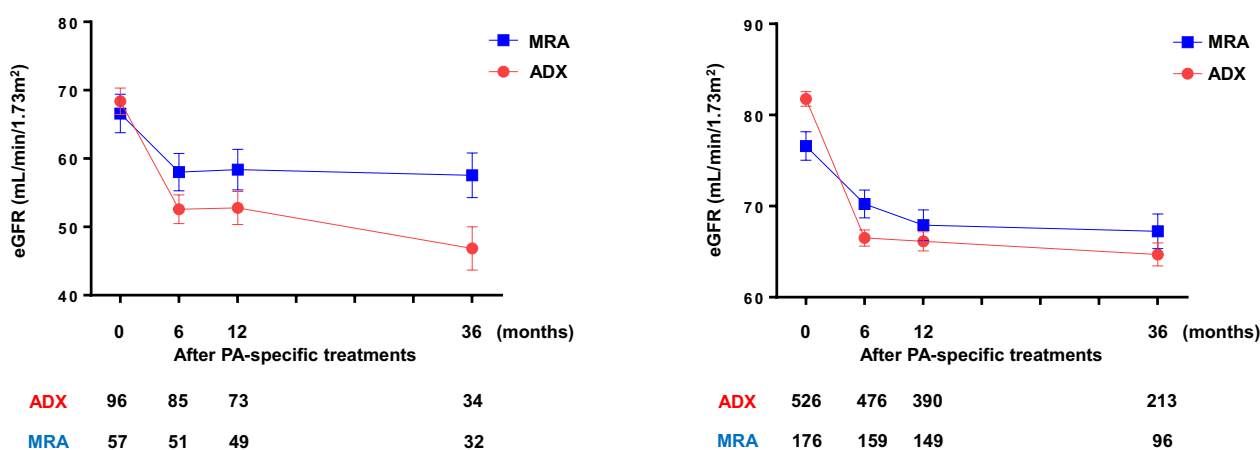 eGFR (mL/min/1.73m²)
80
70
60
50
40
MRA
ADX
0 6 12 36 (months)
After PA-specific treatments
ADX 96 85 73 34
MRA 57 51 49 32
eGFR (mL/min/1.73m²)
90
80
70
60
MRA
ADX
0 6 12 36 (months)
After PA-specific treatments
ADX 526 476 390 213
MRA 176 159 149 96